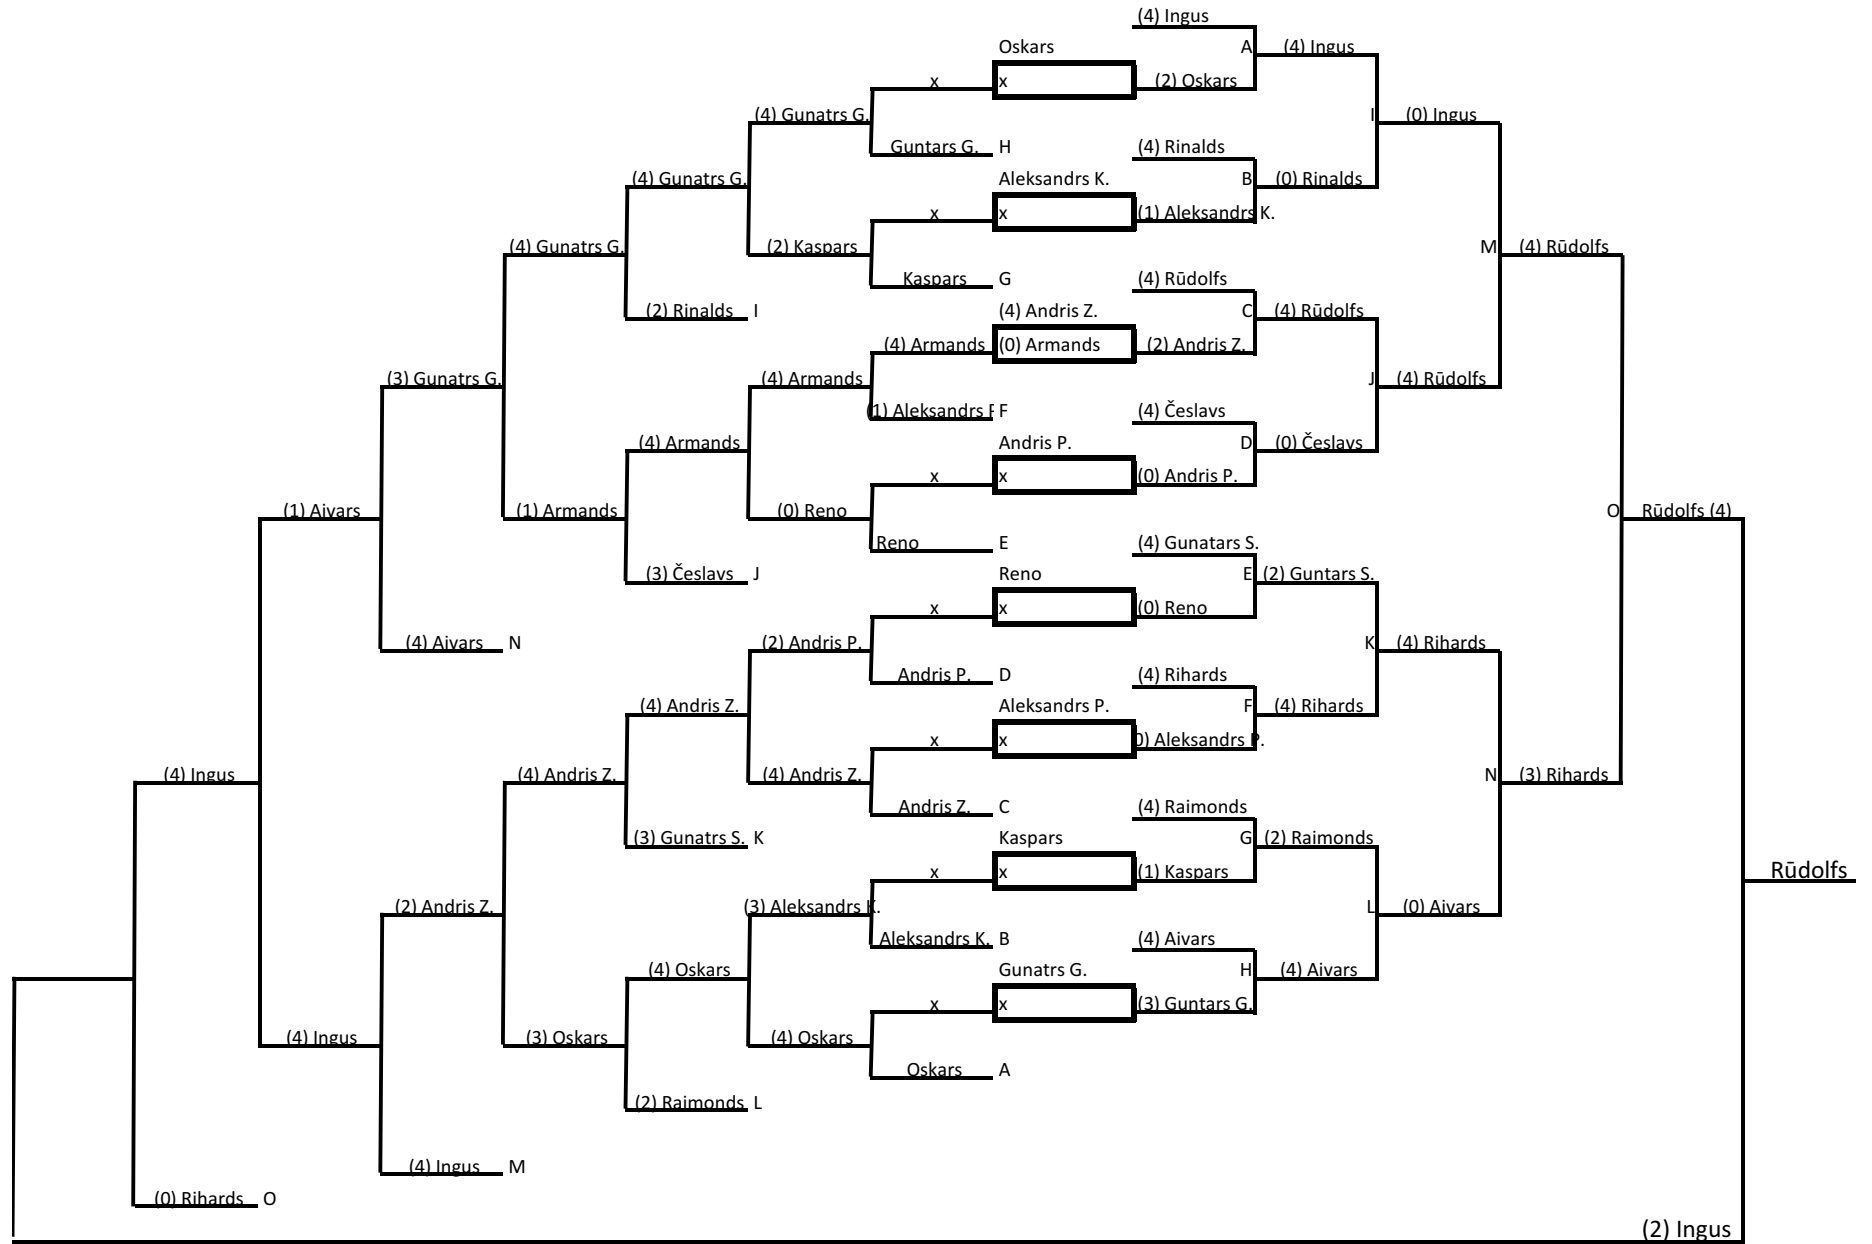 (4) Ingus
Oskars A (4) Ingus
x x (2) Oskars
(4) Gunatrs G. I (0) Ingus
Guntars G. H (4) Rinalds
(4) Gunatrs G. Aleksandrs K. B (0) Rinalds
x x (1) Aleksandrs K.
(4) Gunatrs G. (2) Kaspars M (4) Rūdolfs
Kaspars G (4) Rūdolfs
(2) Rinalds I (4) Andris Z. C (4) Rūdolfs
(4) Armands (0) Armands (2) Andris Z.
(3) Gunatrs G. (4) Armands J (4) Rūdolfs
(1) Aleksandrs F (4) Česlavs
(4) Armands Andris P. D (0) Česlavs
x x (0) Andris P.
(1) Aivars (1) Armands (0) Reno O Rūdolfs (4)
Reno E (4) Gunatars S.
(3) Česlavs J Reno E (2) Guntars S.
x x (0) Reno
(4) Aivars N (2) Andris P. K (4) Rihards
Andris P. D (4) Rihards
(4) Andris Z. Aleksandrs P. F (4) Rihards
x x 0) Aleksandrs P.
(4) Ingus (4) Andris Z. (4) Andris Z. N (3) Rihards
Andris Z. C (4) Raimonds
(3) Gunatrs S. K Kaspars G (2) Raimonds
x x (1) Kaspars Rūdolfs
(2) Andris Z. (3) Aleksandrs K. L (0) Aivars
Aleksandrs K. B (4) Aivars
(4) Oskars Gunatrs G. H (4) Aivars
x x (3) Guntars G.
(4) Ingus (3) Oskars (4) Oskars
Oskars A
(2) Raimonds L
(4) Ingus M
(0) Rihards O
(2) Ingus